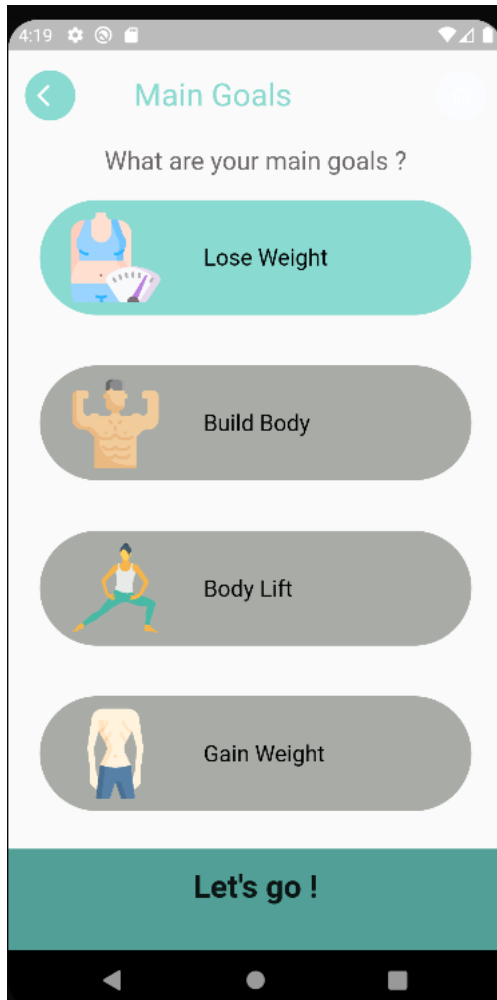 4:19
Main Goals
What are your main goals ?
Lose Weight
Build Body
Body Lift
Gain Weight
Let's go !